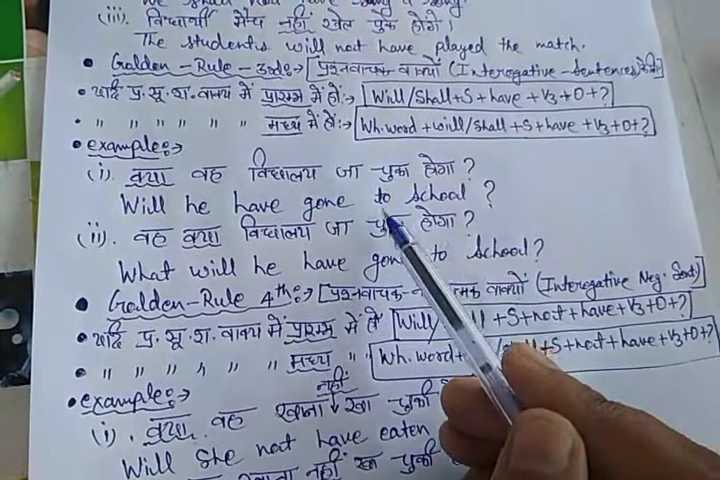 (iii). विद्यार्थी मैच नहीं खेल चुके होंगे।
The students will not have played the match.
• Golden-Rule-3rd:→ [प्रश्नवाचक वाक्यों (Interogative-Sentences)
• यदि प्र. सू. श. वाक्य में प्रारम्भ में हों:→ Will/Shall+S+have+V3+O+?
• " " " " " मध्य में हों:→ Wh.word+will/shall+S+have+V3+O+?
• example:→
(i). क्या वह विद्यालय जा चुका होगा?
Will he have gone to school?
(ii). वह क्या विद्यालय जा होगा?
What will he have gone to school?
• Golden-Rule 4th:→ [प्रश्नवाचक- वाक्यों (Interogative Neg. Sent)
• यदि प्र. सू. श. वाक्य में प्रारम्भ में हों Will/ +S+not+have+V3+O+?
• " " " " " मध्य " Wh.word+ /shall+S+not+have+V3+O+?
• example:→
(i). क्या वह खाना नहीं खा चुकी
Will She not have eaten
नहीं खा चुकी